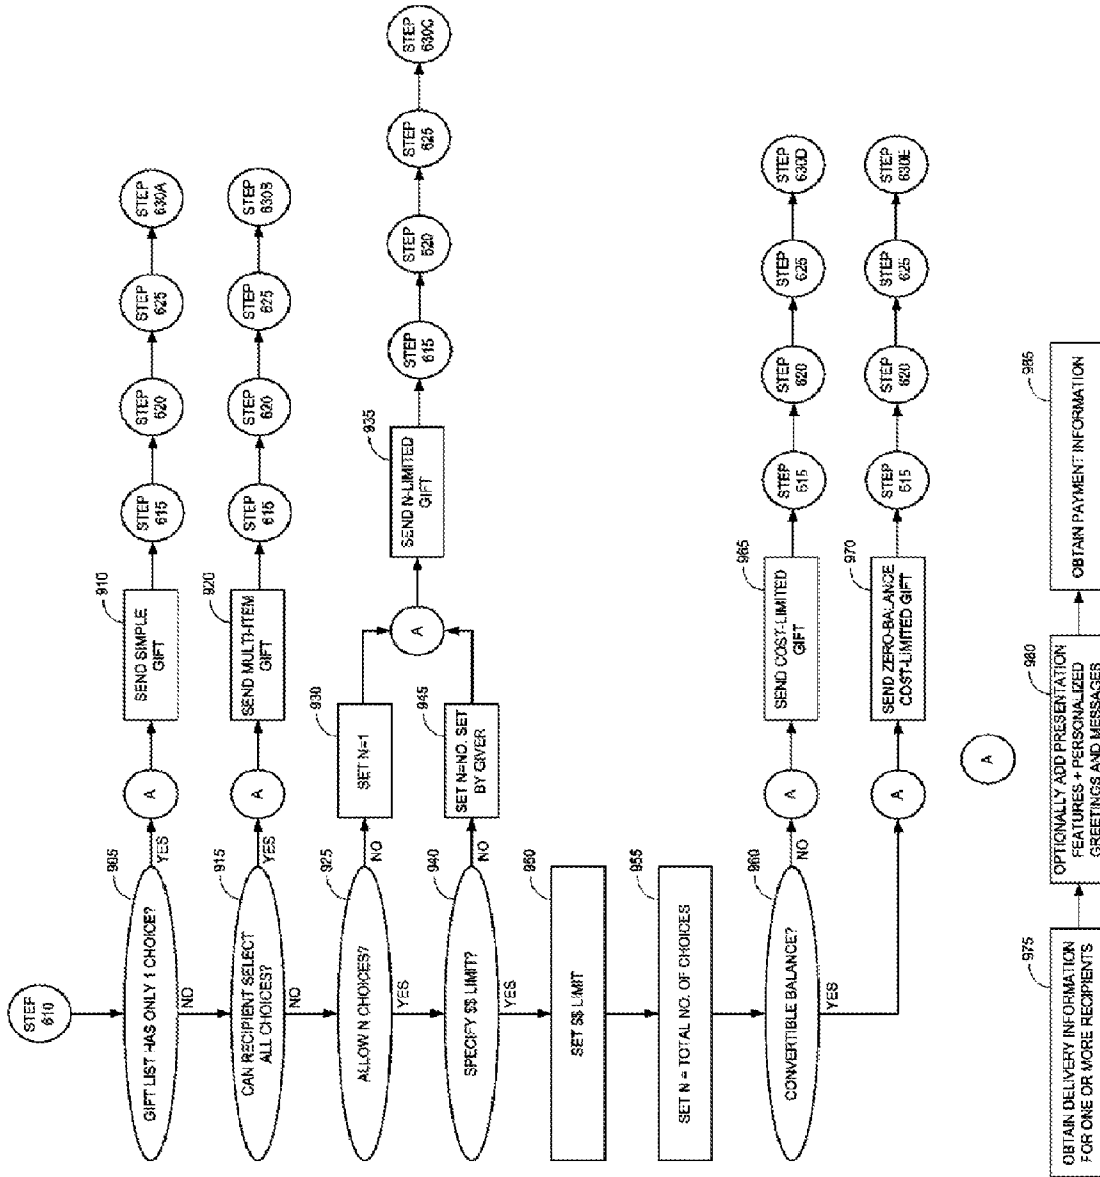 STEP
610
905
GIFT LIST HAS ONLY 1 CHOICE?
YES
NO
A
910
SEND SIMPLE
GIFT
STEP
615
STEP
620
STEP
625
STEP
630A
915
CAN RECIPIENT SELECT
ALL CHOICES?
YES
NO
A
920
SEND MULTI-ITEM
GIFT
STEP
615
STEP
620
STEP
625
STEP
630B
925
ALLOW N CHOICES?
NO
YES
930
SET N=1
A
935
SEND N-LIMITED
GIFT
STEP
615
STEP
620
STEP
625
STEP
630C
940
SPECIFY $$ LIMIT?
NO
YES
945
SET N=NO. SET
BY GIVER
950
SET $$ LIMIT
955
SET N = TOTAL NO. OF CHOICES
960
CONVERTIBLE BALANCE?
NO
YES
A
965
SEND COST-LIMITED
GIFT
STEP
615
STEP
620
STEP
625
STEP
630D
A
970
SEND ZERO-BALANCE
COST-LIMITED GIFT
STEP
615
STEP
620
STEP
625
STEP
630E
A
975
OBTAIN DELIVERY INFORMATION
FOR ONE OR MORE RECIPIENTS
980
OPTIONALLY ADD PRESENTATION
FEATURES + PERSONALIZED
GREETINGS AND MESSAGES
985
OBTAIN PAYMENT INFORMATION